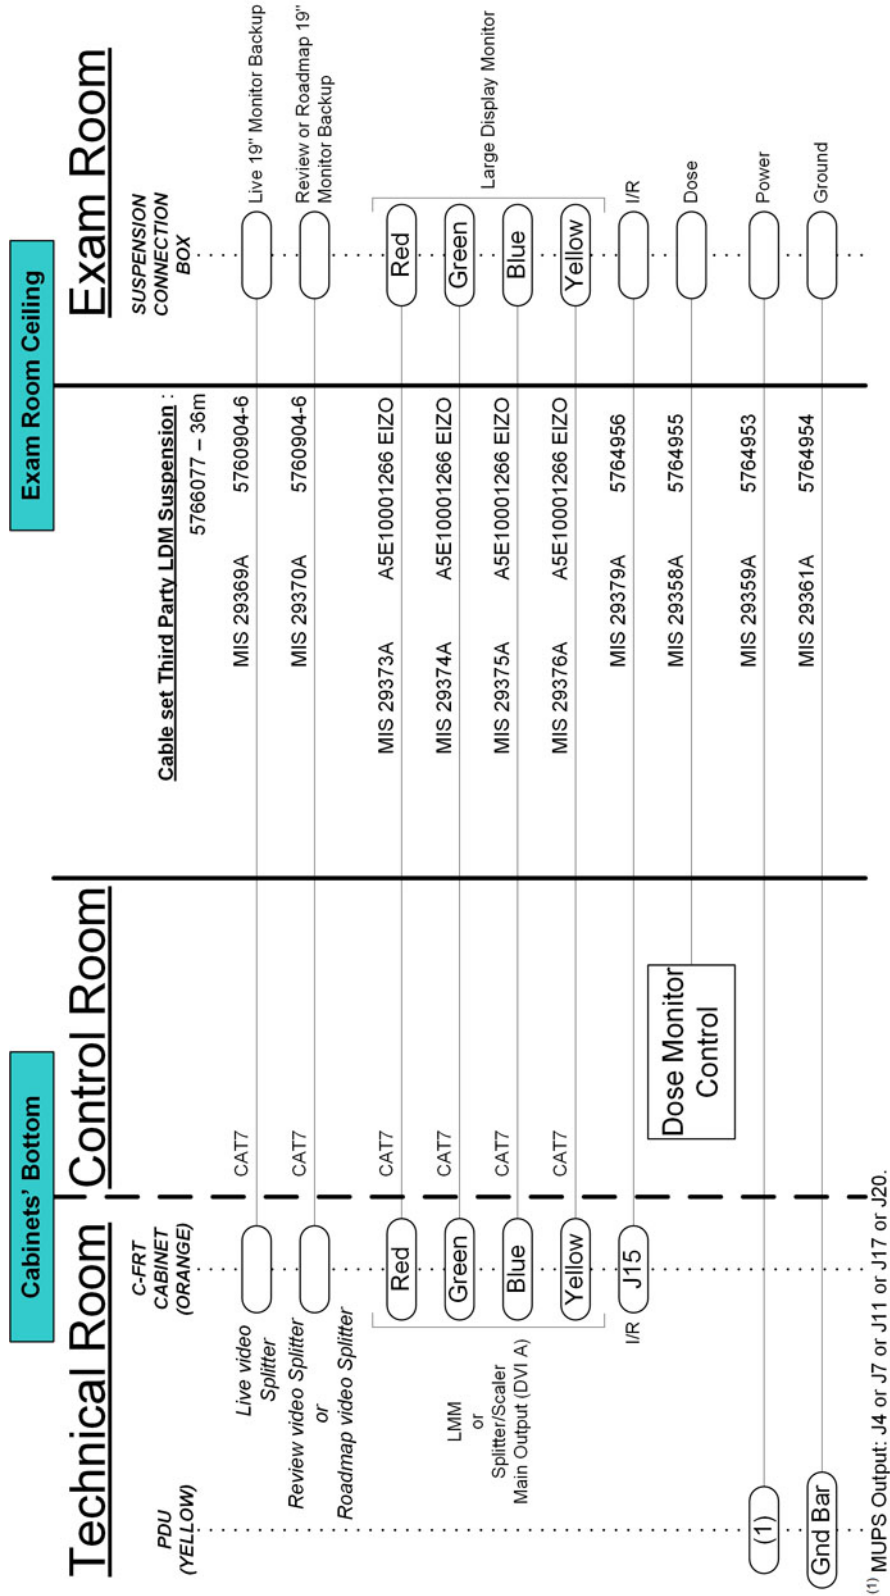 Cabinets' Bottom
Exam Room Ceiling
Technical Room
Control Room
Exam Room
PDU
(YELLOW)
C-FRT
CABINET
(ORANGE)
Cable set Third Party LDM Suspension :
5766077 – 36m
SUSPENSION
CONNECTION
BOX
Live video
Splitter
CAT7
MIS 29369A
5760904-6
Live 19" Monitor Backup
Review video Splitter
or
Roadmap video Splitter
CAT7
MIS 29370A
5760904-6
Review or Roadmap 19"
Monitor Backup
LMM
or
Splitter/Scaler
Main Output (DVI A)
Red
CAT7
MIS 29373A
A5E10001266 EIZO
Red
Green
CAT7
MIS 29374A
A5E10001266 EIZO
Green
Blue
CAT7
MIS 29375A
A5E10001266 EIZO
Blue
Yellow
CAT7
MIS 29376A
A5E10001266 EIZO
Yellow
Large Display Monitor
I/R
J15
MIS 29379A
5764956
I/R
Dose Monitor
Control
MIS 29358A
5764955
Dose
(1)
MIS 29359A
5764953
Power
Gnd Bar
MIS 29361A
5764954
Ground
(1) MUPS Output: J4 or J7 or J11 or J17 or J20.